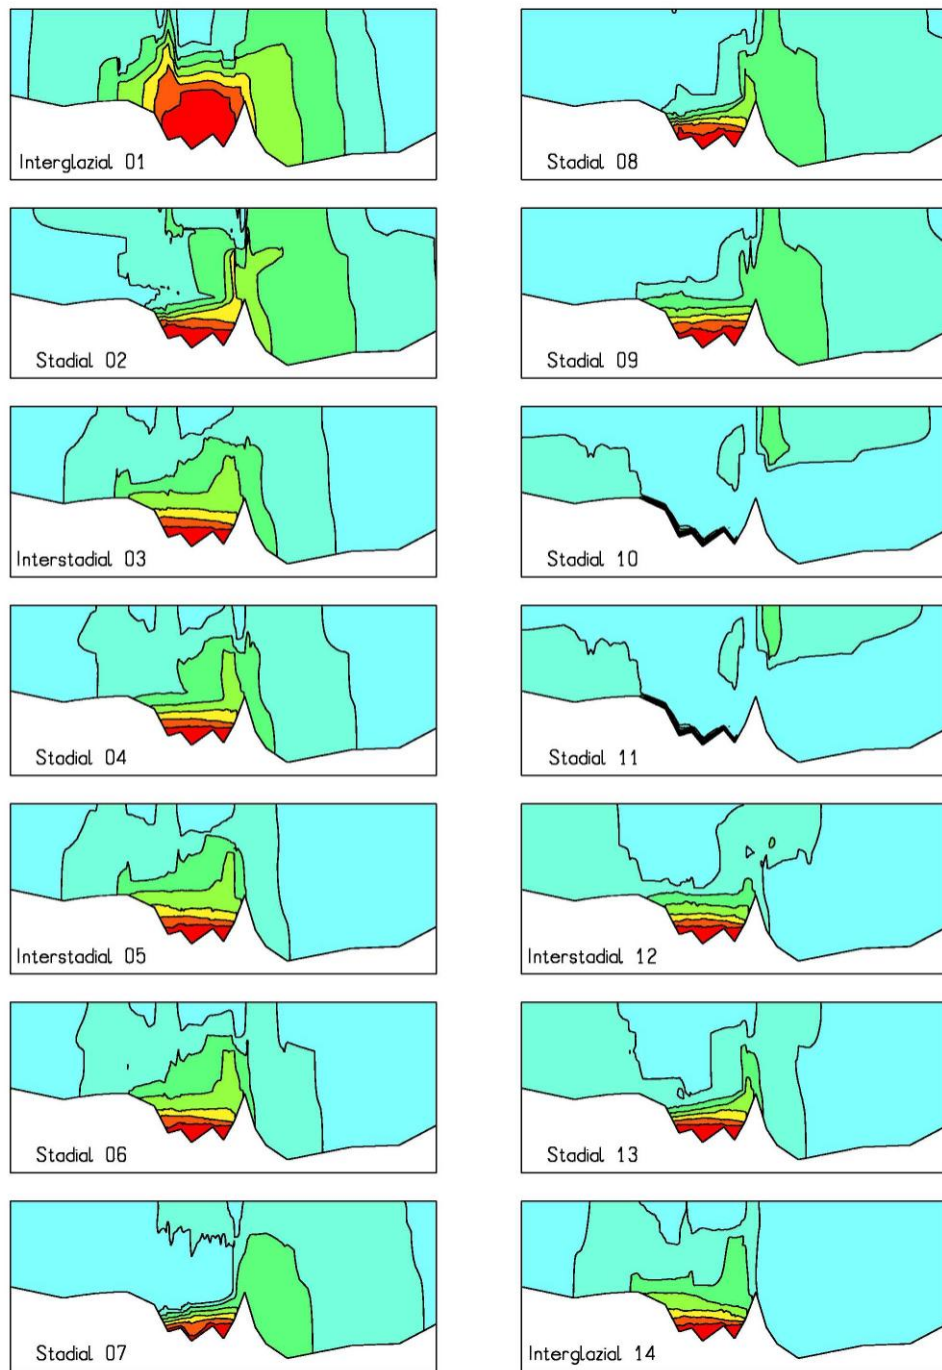 Interglazial 01
Stadial 02
Interstadial 03
Stadial 04
Interstadial 05
Stadial 06
Stadial 07
Stadial 08
Stadial 09
Stadial 10
Stadial 11
Interstadial 12
Stadial 13
Interglazial 14